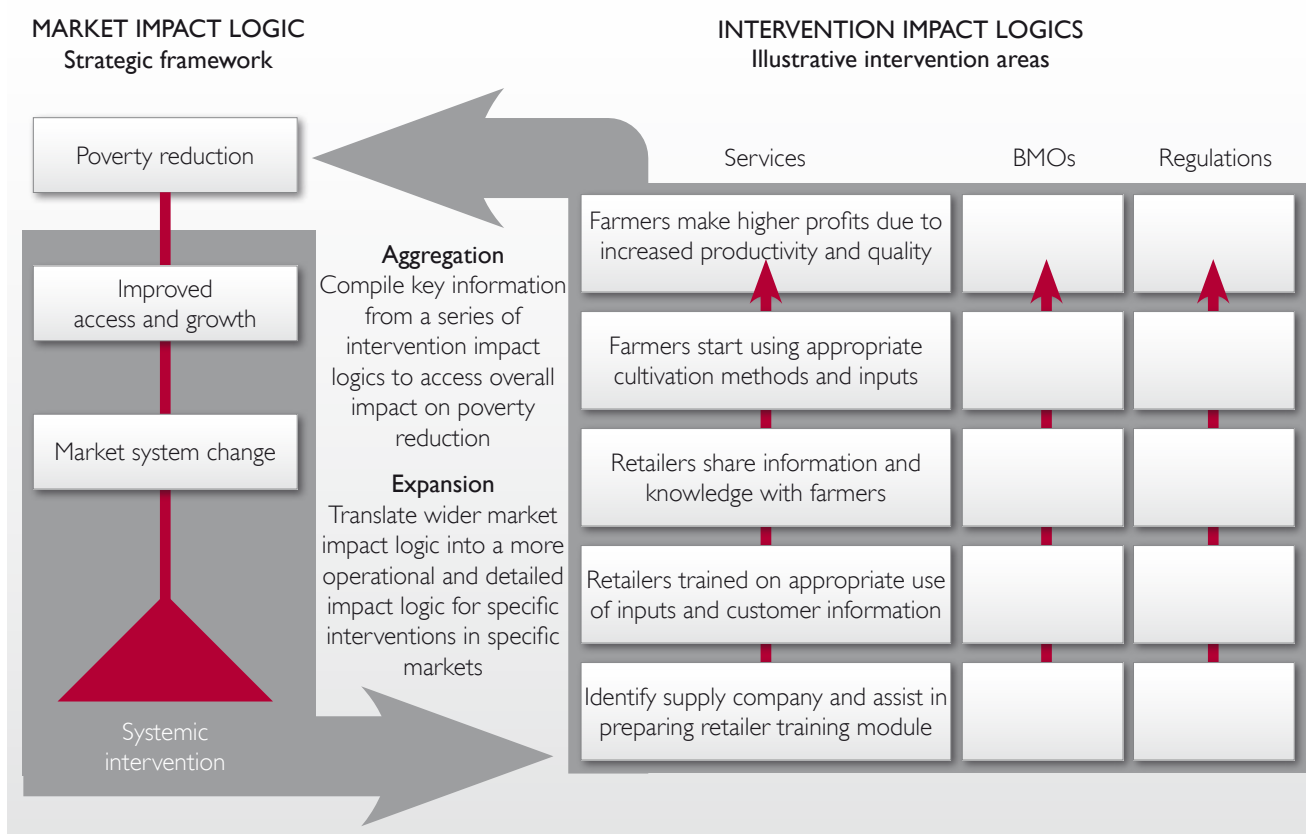 MARKET IMPACT LOGIC
Strategic framework
Poverty reduction
Improved
access and growth
Market system change
Systemic
intervention
Aggregation
Compile key information
from a series of
intervention impact
logics to access overall
impact on poverty
reduction
Expansion
Translate wider market
impact logic into a more
operational and detailed
impact logic for specific
interventions in specific
markets
INTERVENTION IMPACT LOGICS
Illustrative intervention areas
Services
BMOs
Regulations
Farmers make higher profits due to
increased productivity and quality
Farmers start using appropriate
cultivation methods and inputs
Retailers share information and
knowledge with farmers
Retailers trained on appropriate use
of inputs and customer information
Identify supply company and assist in
preparing retailer training module